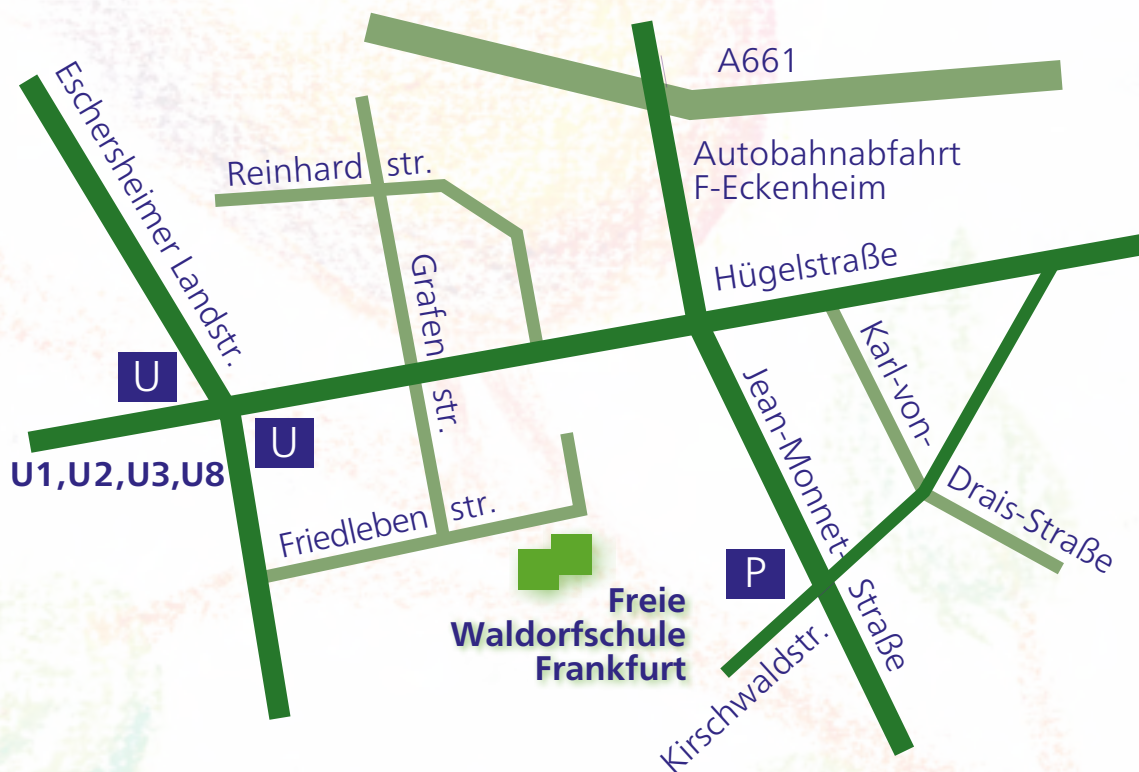 A661
Eschersheimer Landstr.
Autobahnabfahrt
F-Eckenheim
Reinhard str.
Hügelstraße
Grafen str.
Karl-von-
Drais-Straße
U
U
U1,U2,U3,U8
Jean-Monnet-
Straße
Friedleben str.
P
Freie
Waldorfschule
Frankfurt
Kirschwaldstr.